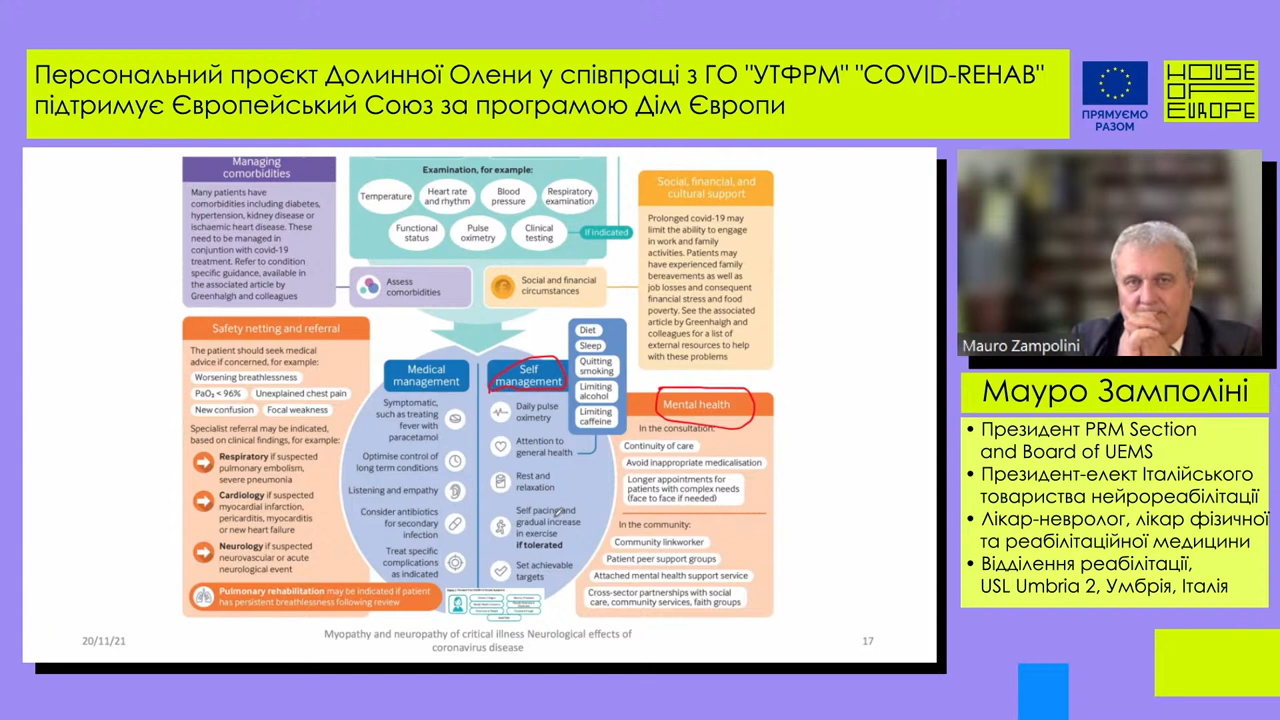 Персональний проєкт Долинної Олени у співпраці з ГО "УТФРМ" "COVID-REHAB"
підтримує Європейський Союз за програмою Дім Європи
ПРЯМУЄМО
РАЗОМ
HOUSE
OF
EUROPE
Managing
comorbidities
Many patients have
comorbidities including diabetes,
hypertension, kidney disease or
ischaemic heart disease. These
need to be managed in
conjuntion with covid-19
treatment. Refer to condition
specific guidance, available in
the associated article by
Greenhalgh and colleagues
Examination, for example:
Temperature
Heart rate
and rhythm
Blood
pressure
Respiratory
examination
Functional
status
Pulse
oximetry
Clinical
testing
If indicated
Assess
comorbidities
Social and financial
circumstances
Social, financial, and
cultural support
Prolonged covid-19 may
limit the ability to engage
in work and family
activities. Patients may
have experienced family
bereavements as well as
job losses and consequent
financial stress and food
poverty. See the associated
article by Greenhalgh and
colleagues for a list of
external resources to help
with these problems
Safety netting and referral
The patient should seek medical
advice if concerned, for example:
Worsening breathlessness
PaO₂ < 96%
Unexplained chest pain
New confusion
Focal weakness
Specialist referral may be indicated,
based on clinical findings, for example:
Respiratory if suspected
pulmonary embolism,
severe pneumonia
Cardiology if suspected
myocardial infarction,
pericarditis, myocarditis
or new heart failure
Neurology if suspected
neurovascular or acute
neurological event
Pulmonary rehabilitation may be indicated if patient
has persistent breathlessness following review
Medical
management
Symptomatic,
such as treating
fever with
paracetamol
Optimise control of
long term conditions
Listening and empathy
Consider antibiotics
for secondary
infection
Treat specific
complications
as indicated
Self
management
Daily pulse
oximetry
Attention to
general health
Rest and
relaxation
Self pacing and
gradual increase
in exercise
if tolerated
Set achievable
targets
Diet
Sleep
Quitting
smoking
Limiting
alcohol
Limiting
caffeine
Mental health
In the consultation:
Continuity of care
Avoid inappropriate medicalisation
Longer appointments for
patients with complex needs
(face to face if needed)
In the community:
Community linkworker
Patient peer support groups
Attached mental health support service
Cross-sector partnerships with social
care, community services, faith groups
20/11/21
Myopathy and neuropathy of critical illness Neurological effects of
coronavirus disease
17
Mauro Zampolini
Мауро Замполіні
• Президент PRM Section
and Board of UEMS
• Президент-елект Італійського
товариства нейрореабілітації
• Лікар-невролог, лікар фізичної
та реабілітаційної медицини
• Відділення реабілітації,
USL Umbria 2, Умбрія, Італія